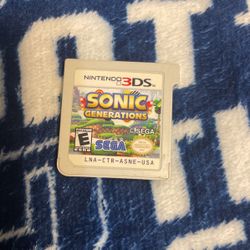 NINTENDO 3DS
SONIC
GENERATIONS
SEGA
E
SEGA
LNA-CTR-ASNE-USA